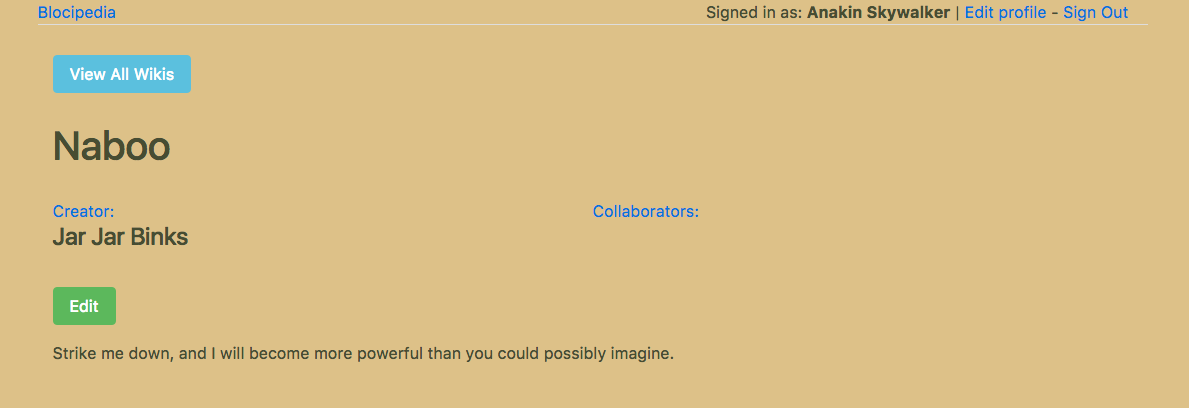 Blocipedia Signed in as: Anakin Skywalker | Edit profile - Sign Out
View All Wikis
Naboo
Creator: Collaborators:
Jar Jar Binks
Edit
Strike me down, and I will become more powerful than you could possibly imagine.